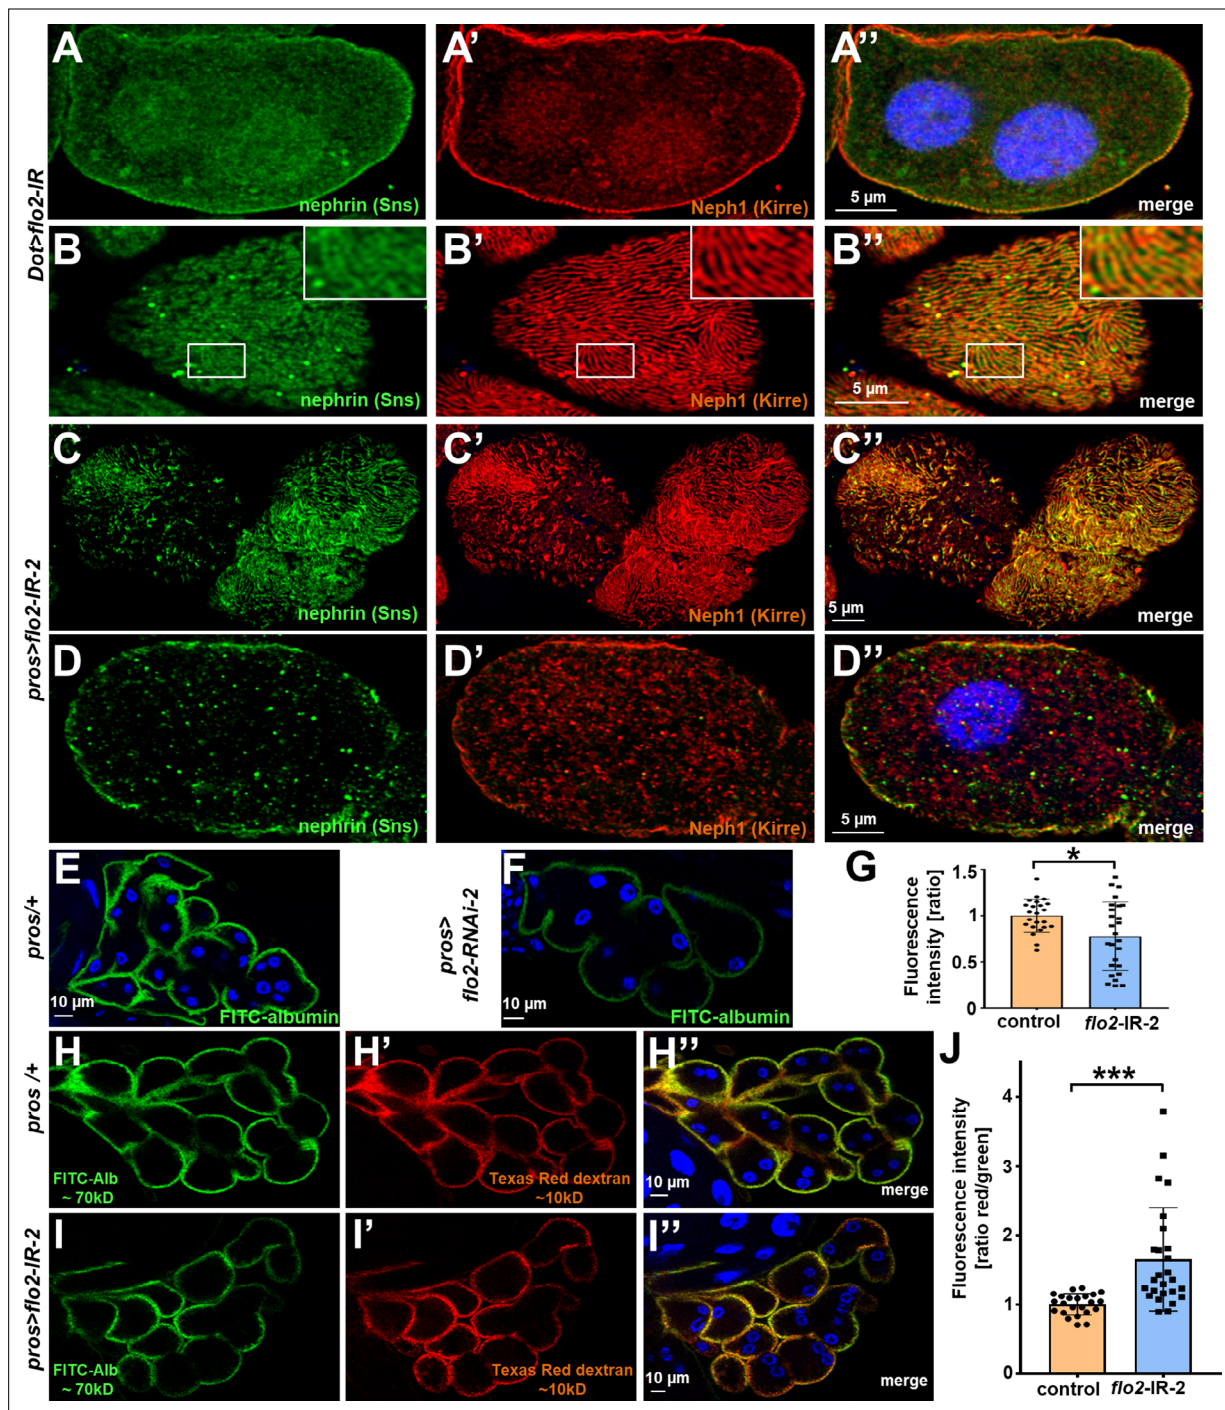 Dot>flo2-IR
A
nephrin (Sns)
A'
Neph1 (Kirre)
A''
5 µm
merge
B
nephrin (Sns)
B'
Neph1 (Kirre)
B''
5 µm
merge
pros>flo2-IR-2
C
nephrin (Sns)
C'
Neph1 (Kirre)
C''
5 µm
merge
D
nephrin (Sns)
D'
Neph1 (Kirre)
D''
5 µm
merge
pros/+
E
10 µm
FITC-albumin
pros>
flo2-RNAi-2
F
10 µm
FITC-albumin
G
Fluorescence
intensity [ratio]
1.5
1
0.5
0
*
control
flo2-IR-2
pros /+
H
FITC-Alb
~ 70kD
H'
Texas Red dextran
~10kD
H''
10 µm
merge
pros>flo2-IR-2
I
FITC-Alb
~ 70kD
I'
Texas Red dextran
~10kD
I''
10 µm
merge
J
Fluorescence intensity
[ratio red/green]
4
3
2
1
0
***
control
flo2-IR-2